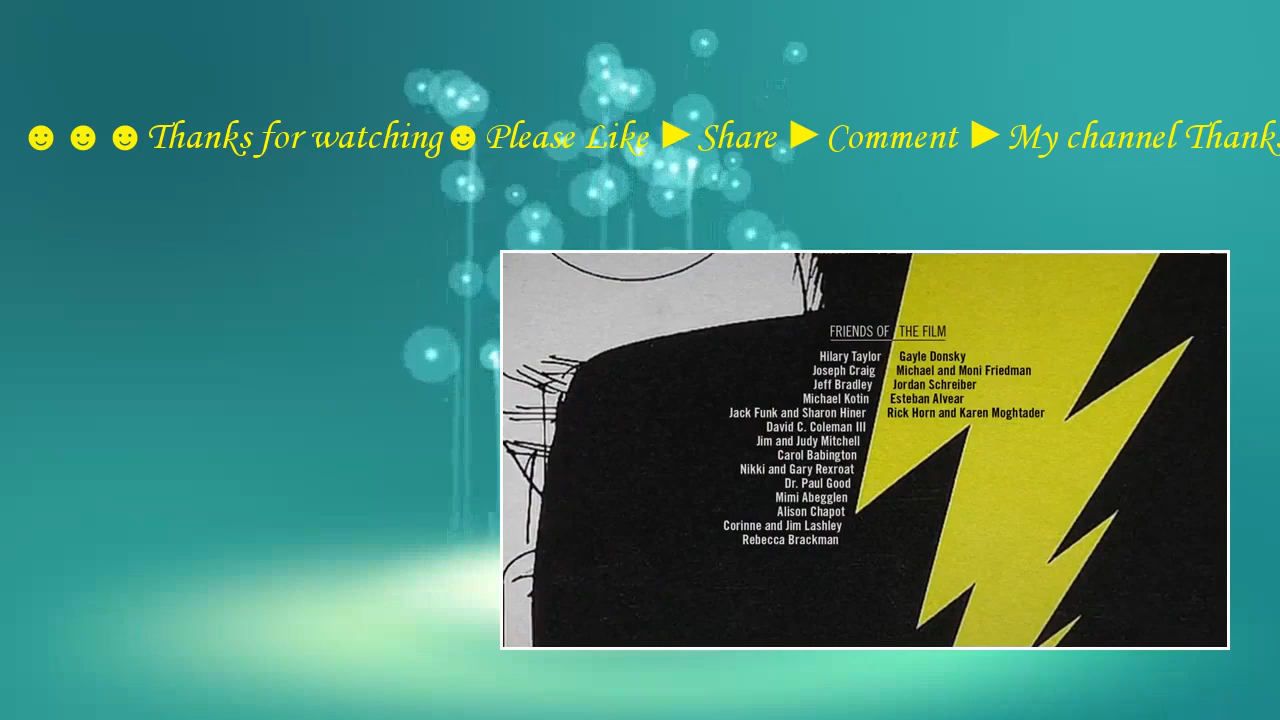 ☻☻☻Thanks for watching☻Please Like ►Share ►Comment ►My channel Thanks
FRIENDS OF THE FILM
Hilary Taylor Gayle Donsky
Joseph Craig Michael and Moni Friedman
Jeff Bradley Jordan Schreiber
Michael Kotin Esteban Alvear
Jack Funk and Sharon Hiner Rick Horn and Karen Moghtader
David C. Coleman III
Jim and Judy Mitchell
Carol Babington
Nikki and Gary Rexroat
Dr. Paul Good
Mimi Abegglen
Alison Chapot
Corinne and Jim Lashley
Rebecca Brackman